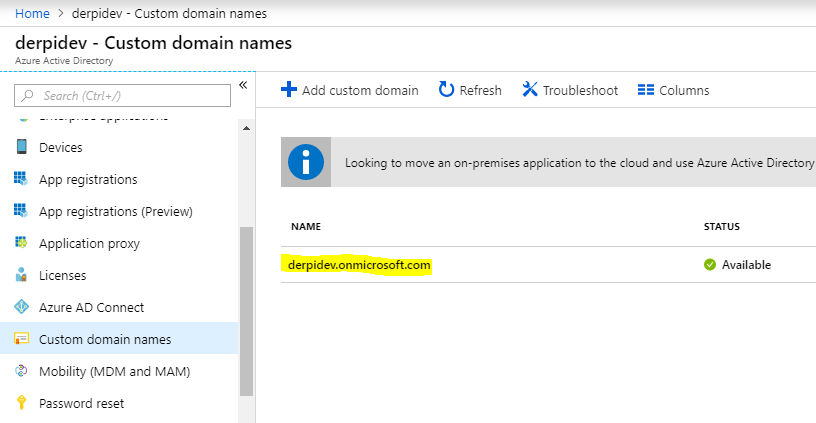 Home > derpidev - Custom domain names
derpidev - Custom domain names
Azure Active Directory
Search (Ctrl+/)
«
Add custom domain
Refresh
Troubleshoot
Columns
Enterprise applications
Devices
App registrations
App registrations (Preview)
Application proxy
Licenses
Azure AD Connect
Custom domain names
Mobility (MDM and MAM)
Password reset
Looking to move an on-premises application to the cloud and use Azure Active Directory
NAME
STATUS
derpidev.onmicrosoft.com
Available